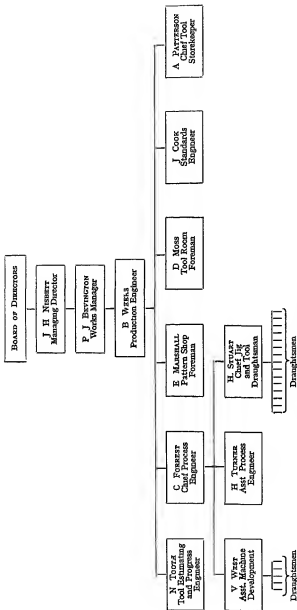 BOARD OF DIRECTORS
J H NISBETT
Managing Director
P J BEVINGTON
Works Manager
B WEEKS
Production Engineer
N TOOTA
Tool Estimating
and Progress
Engineer
C FORREST
Chief Process
Engineer
E MARSHALL
Pattern Shop
Foreman
D MOSS
Tool Room
Foreman
J COOK
Standards
Engineer
A PATTERSON
Chief Tool
Storekeeper
V WEST
Asst. Machine
Development
H TURNER
Asst Process
Engineer
H. STUART
Chief Jig
and Tool
Draughtsman
Draughtsmen
Draughtsmen